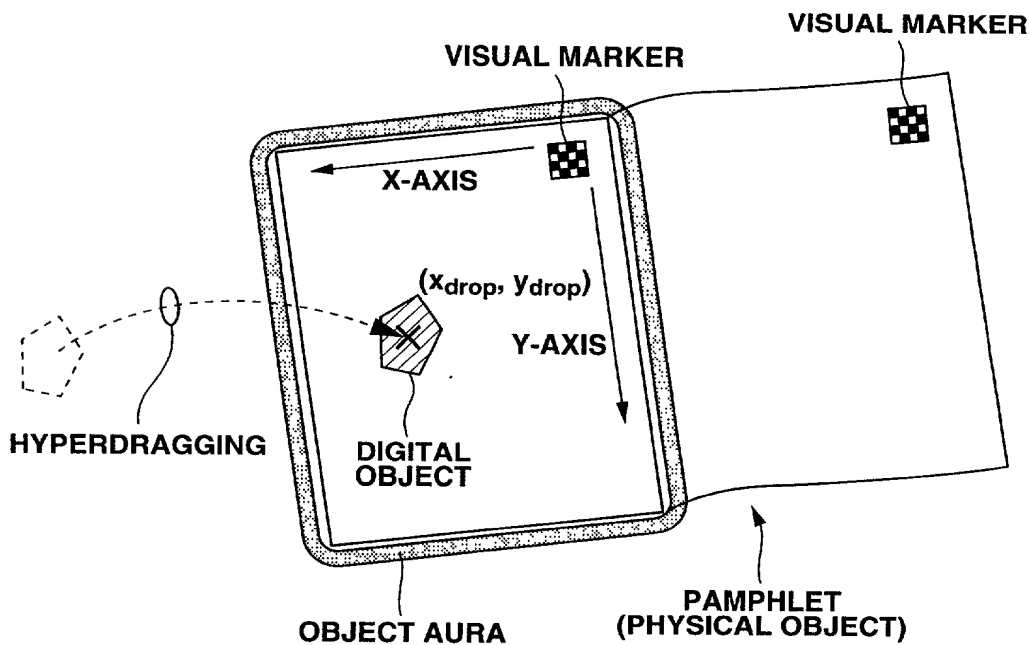 VISUAL MARKER
VISUAL MARKER
X-AXIS
(xdrop, ydrop)
Y-AXIS
HYPERDRAGGING
DIGITAL
OBJECT
OBJECT AURA
PAMPHLET
(PHYSICAL OBJECT)